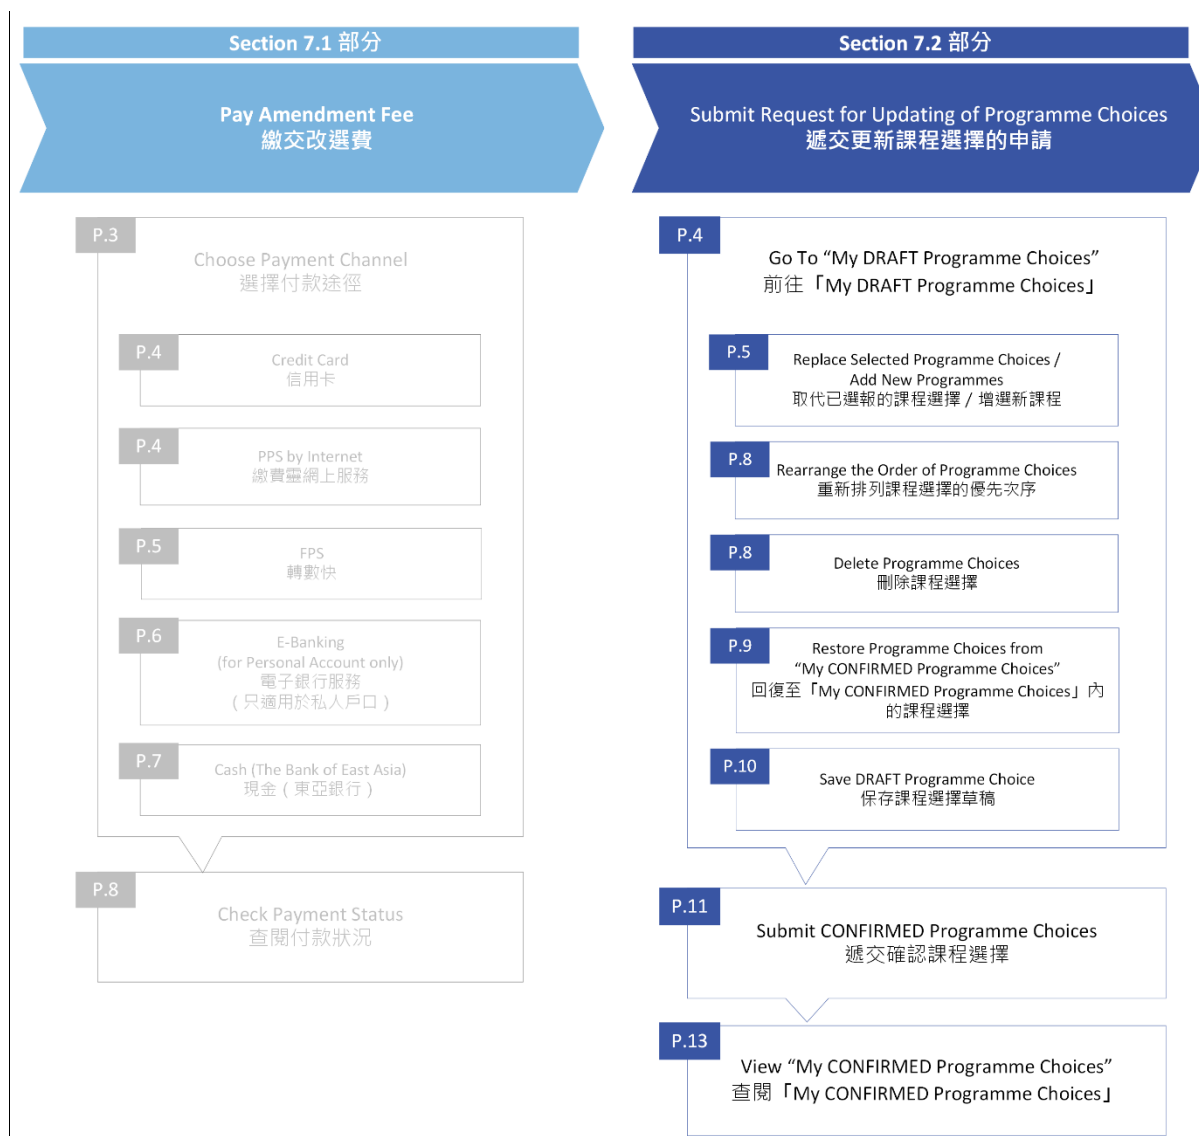 Section 7.1 部分
Pay Amendment Fee
繳交改選費
P.3
Choose Payment Channel
選擇付款途徑
P.4
Credit Card
信用卡
P.4
PPS by Internet
繳費靈網上服務
P.5
FPS
轉數快
P.6
E-Banking
(for Personal Account only)
電子銀行服務
(只適用於私人戶口)
P.7
Cash (The Bank of East Asia)
現金(東亞銀行)
P.8
Check Payment Status
查閱付款狀況
Section 7.2 部分
Submit Request for Updating of Programme Choices
遞交更新課程選擇的申請
P.4
Go To “My DRAFT Programme Choices”
前往「My DRAFT Programme Choices」
P.5
Replace Selected Programme Choices /
Add New Programmes
取代已選報的課程選擇 / 增選新課程
P.8
Rearrange the Order of Programme Choices
重新排列課程選擇的優先次序
P.8
Delete Programme Choices
刪除課程選擇
P.9
Restore Programme Choices from
“My CONFIRMED Programme Choices”
回復至「My CONFIRMED Programme Choices」內
的課程選擇
P.10
Save DRAFT Programme Choice
保存課程選擇草稿
P.11
Submit CONFIRMED Programme Choices
遞交確認課程選擇
P.13
View “My CONFIRMED Programme Choices”
查閱「My CONFIRMED Programme Choices」